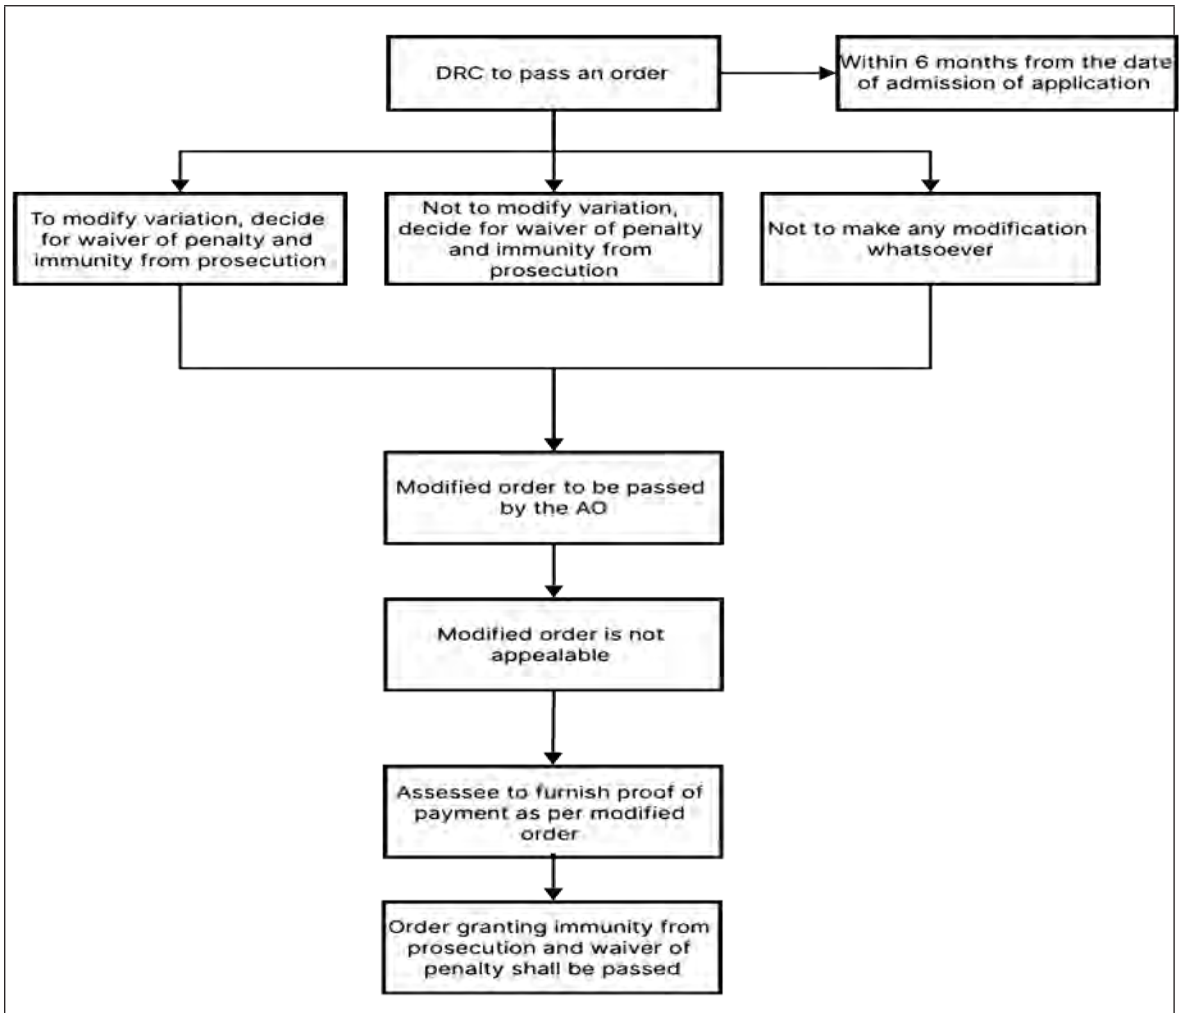 DRC to pass an order
Within 6 months from the date
of admission of application
To modify variation, decide
for waiver of penalty and
immunity from prosecution
Not to modify variation,
decide for waiver of penalty
and immunity from
prosecution
Not to make any modification
whatsoever
Modified order to be passed
by the AO
Modified order is not
appealable
Assessee to furnish proof of
payment as per modified
order
Order granting immunity from
prosecution and waiver of
penalty shall be passed